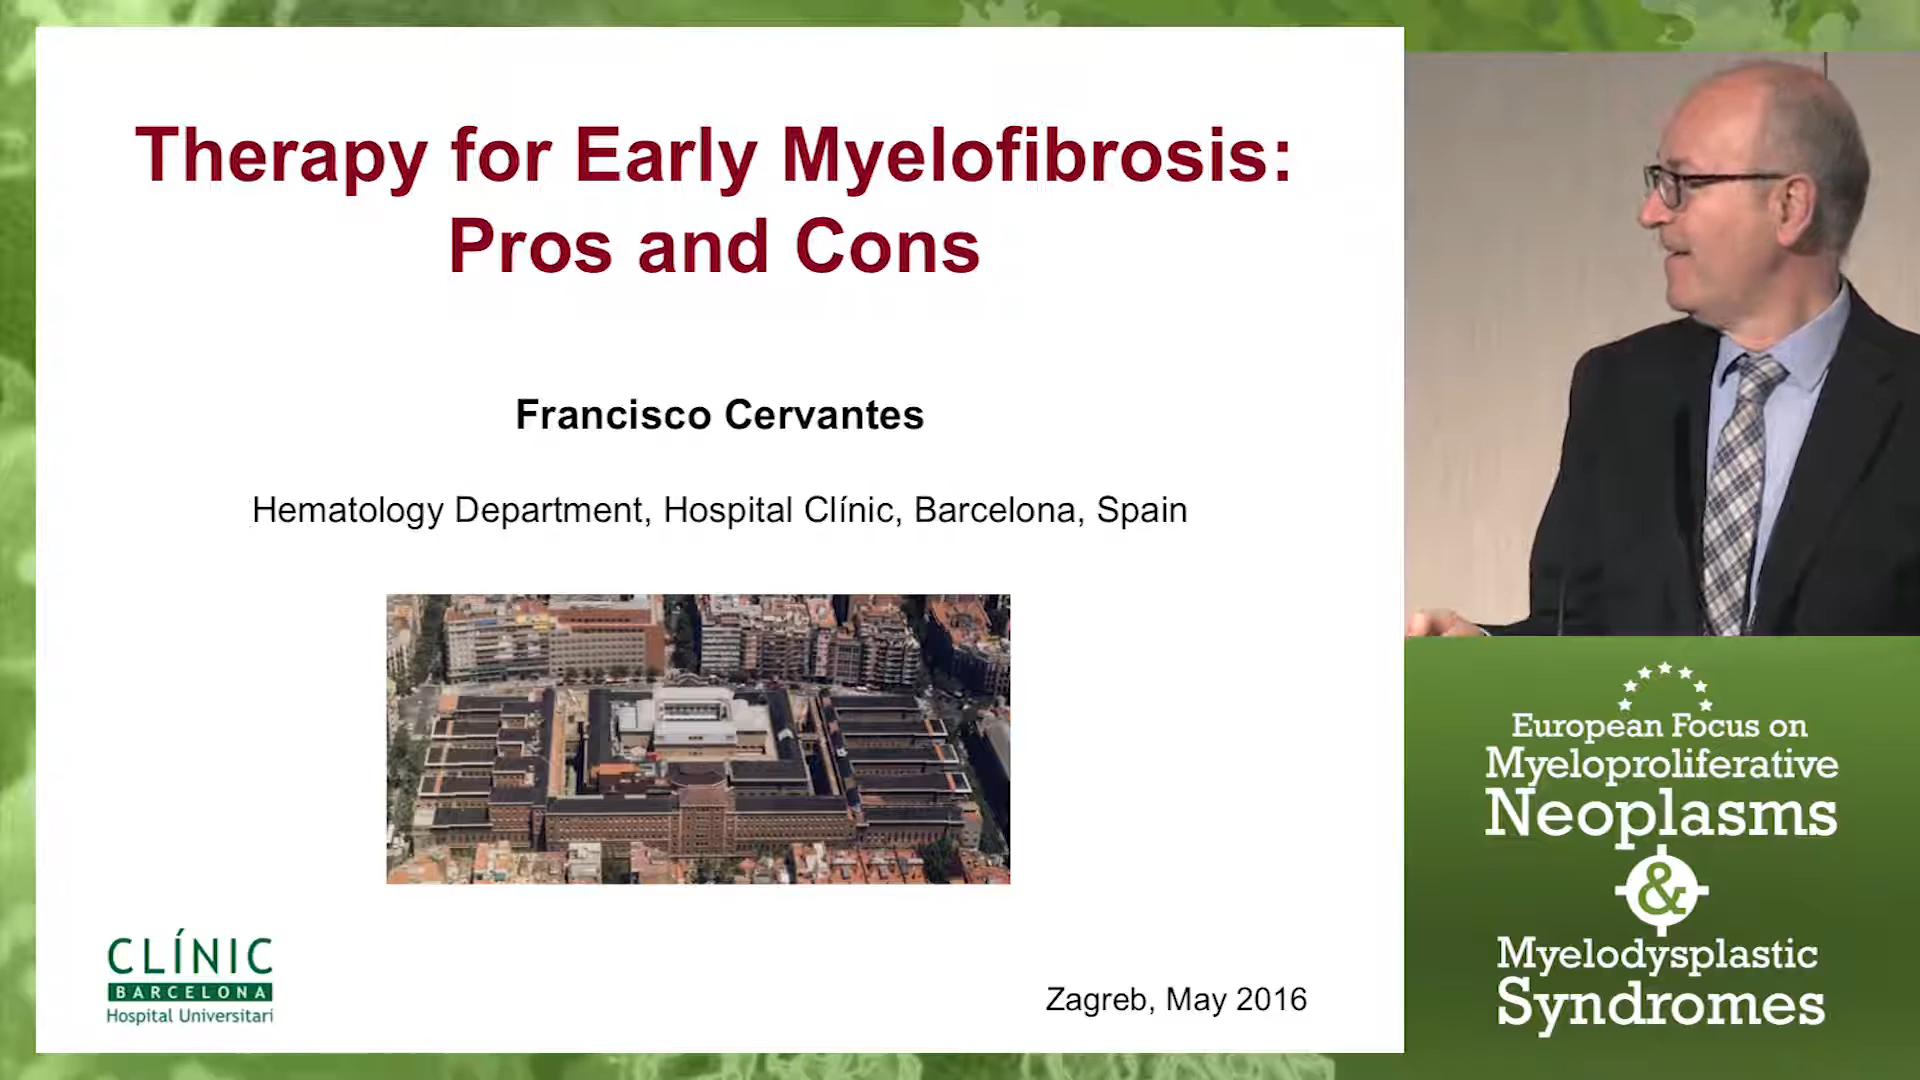 Therapy for Early Myelofibrosis:
Pros and Cons
Francisco Cervantes
Hematology Department, Hospital Clínic, Barcelona, Spain
CLÍNIC
BARCELONA
Hospital Universitari
Zagreb, May 2016
European Focus on
Myeloproliferative
Neoplasms
&
Myelodysplastic
Syndromes